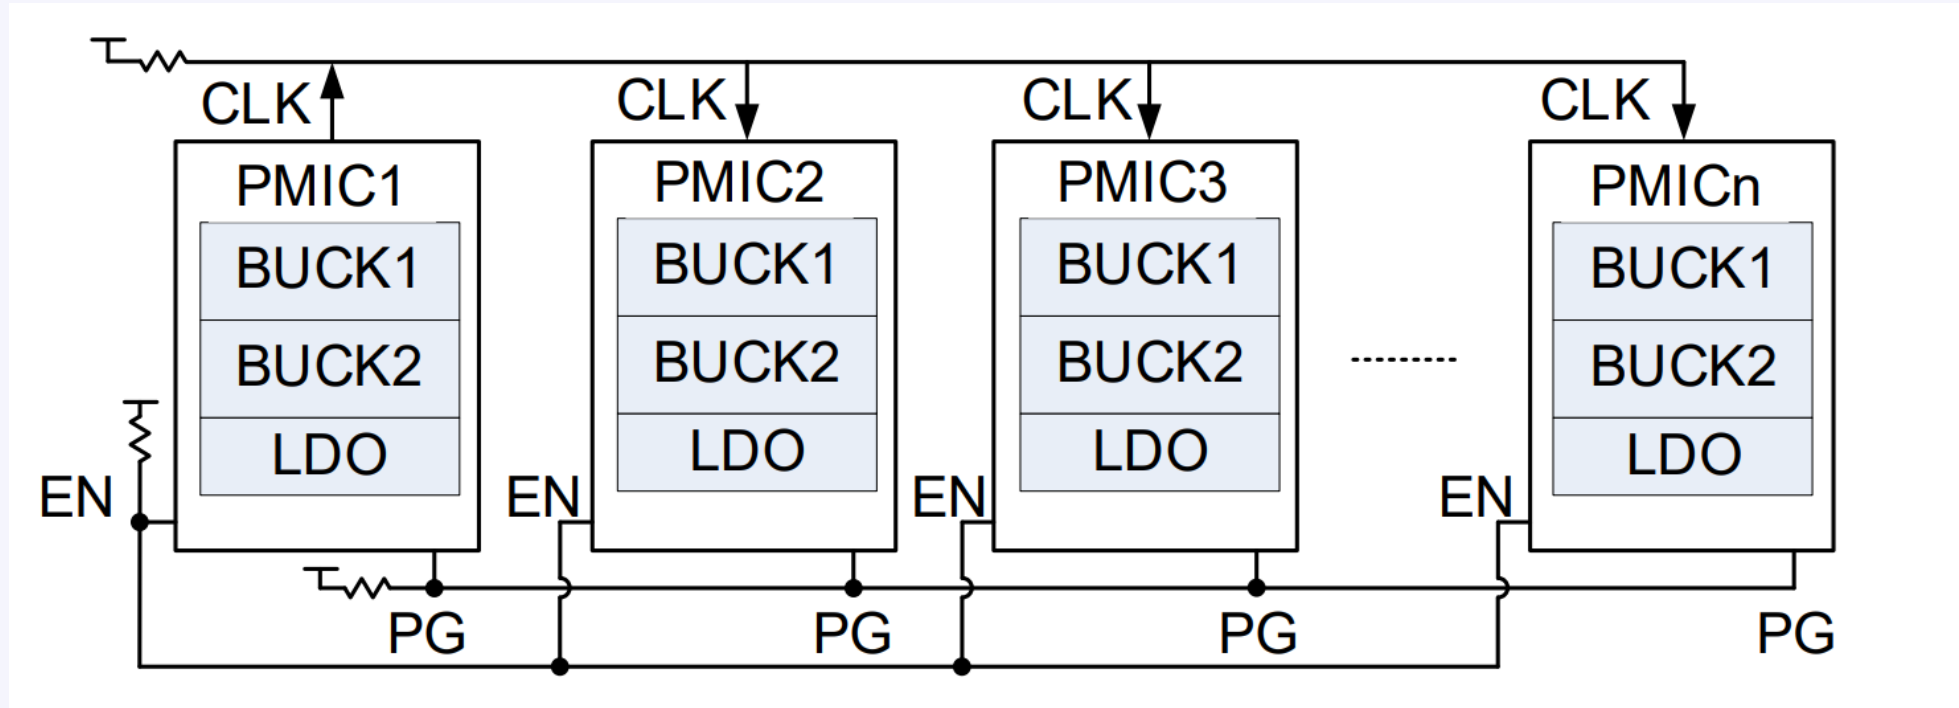 CLK CLK CLK CLK
PMIC1 PMIC2 PMIC3 PMICn
BUCK1 BUCK1 BUCK1 BUCK1
BUCK2 BUCK2 BUCK2 BUCK2
LDO LDO LDO LDO
EN EN EN EN
PG PG PG PG